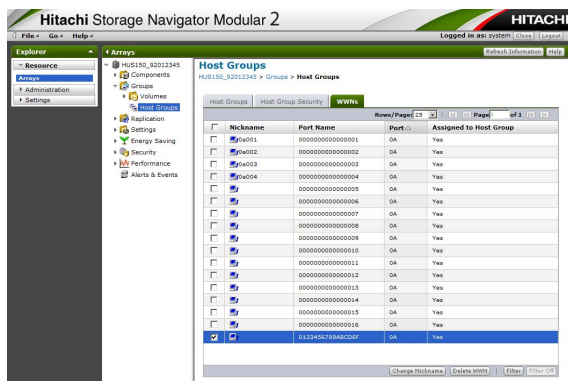 Hitachi Storage Navigator Modular 2
HITACHI
File Go Help
Logged in as: system Close Logout
Explorer
Arrays
Refresh Information Help
Resource
Arrays
Administration
Settings
HUS150_92012345
Components
Groups
Volumes
Host Groups
Replication
Settings
Energy Saving
Security
Performance
Alerts & Events
Host Groups
HUS150_92012345 > Groups > Host Groups
Host Groups Host Group Security WWNs
Rows/Page: 25 Page of 1
Nickname Port Name Port Assigned to Host Group
0a001 0000000000000001 0A Yes
0a002 0000000000000002 0A Yes
0a003 0000000000000003 0A Yes
0a004 0000000000000004 0A Yes
0000000000000005 0A Yes
0000000000000006 0A Yes
0000000000000007 0A Yes
0000000000000008 0A Yes
0000000000000009 0A Yes
0000000000000010 0A Yes
0000000000000011 0A Yes
0000000000000012 0A Yes
0000000000000013 0A Yes
0000000000000014 0A Yes
0000000000000015 0A Yes
0000000000000016 0A Yes
0123456789ABCDEF 0A Yes
Change Nickname Delete WWN | Filter Filter Off